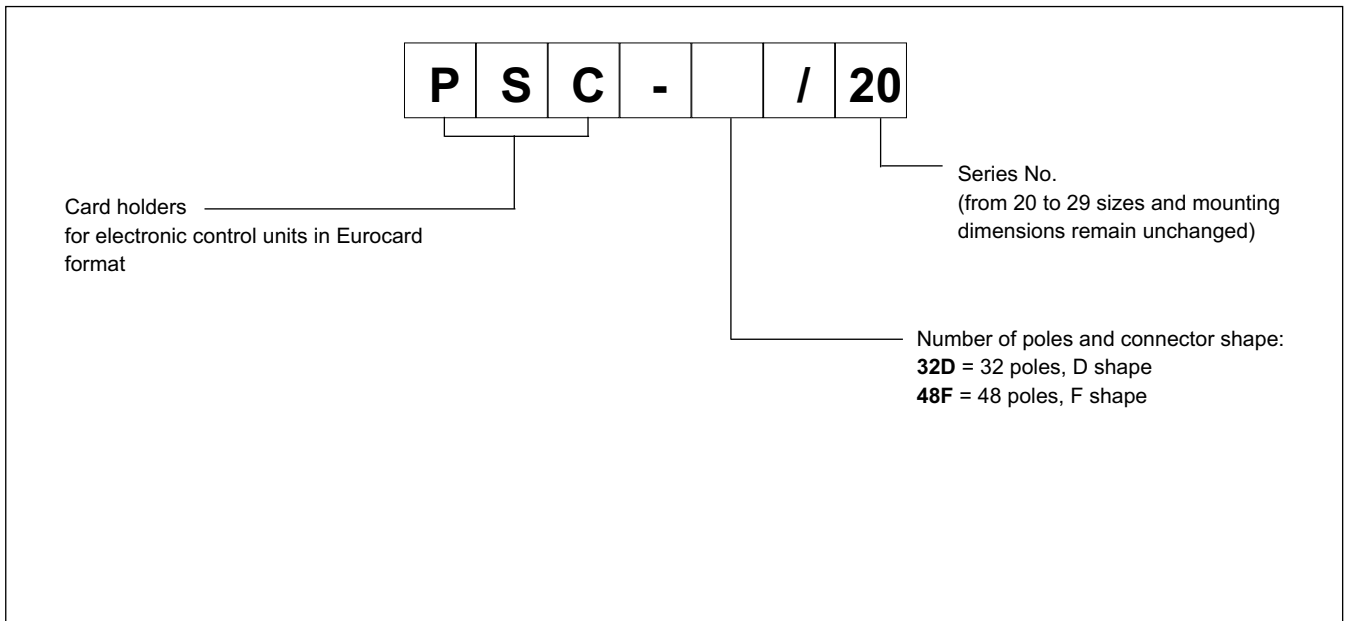 P S C - / 20
Series No.
(from 20 to 29 sizes and mounting
dimensions remain unchanged)
Card holders
for electronic control units in Eurocard
format
Number of poles and connector shape:
32D = 32 poles, D shape
48F = 48 poles, F shape